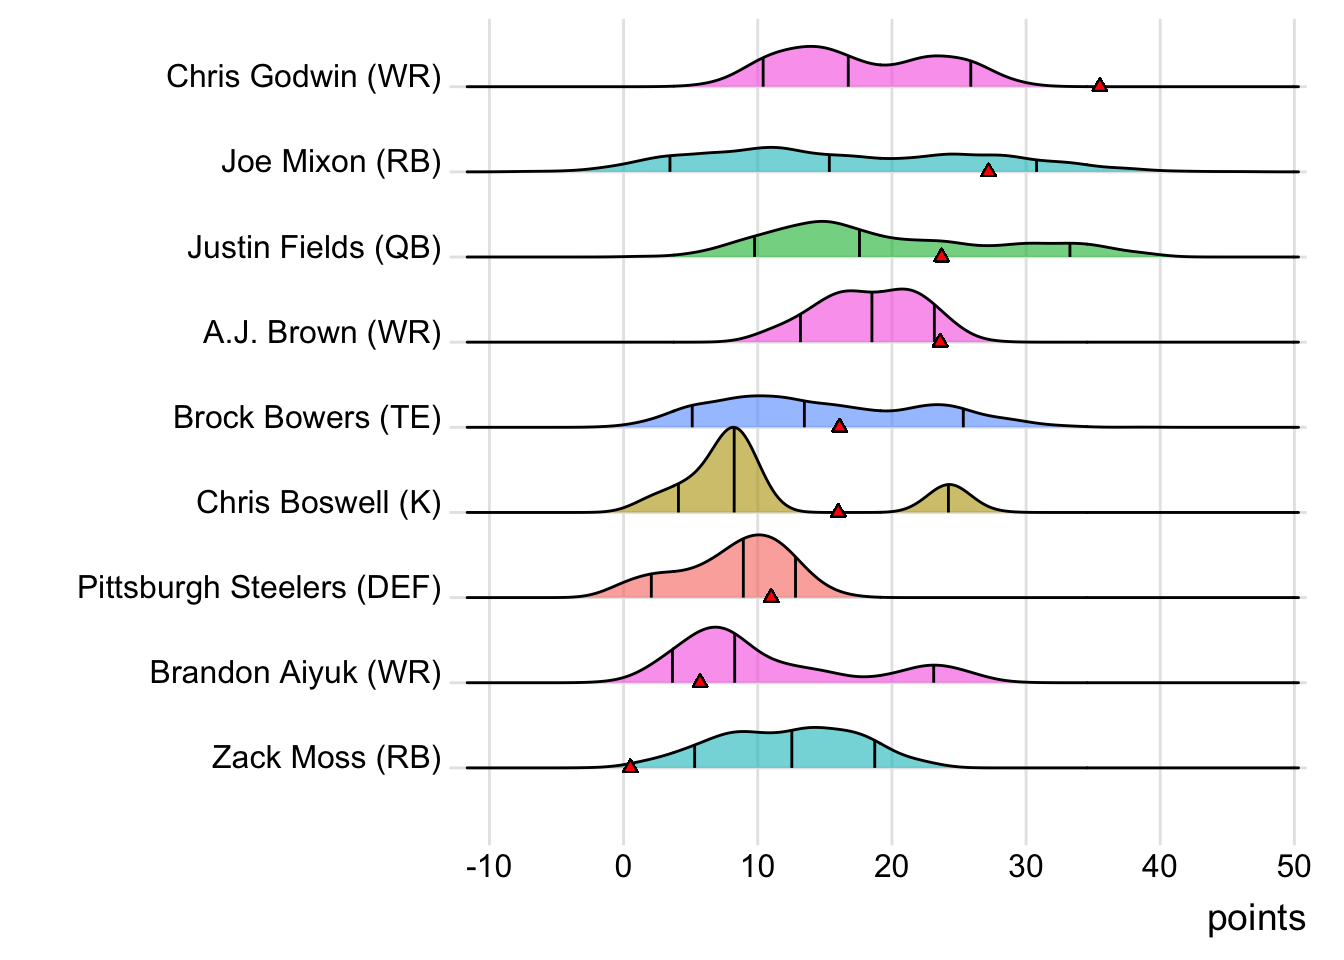 Chris Godwin (WR)
Joe Mixon (RB)
Justin Fields (QB)
A.J. Brown (WR)
Brock Bowers (TE)
Chris Boswell (K)
Pittsburgh Steelers (DEF)
Brandon Aiyuk (WR)
Zack Moss (RB)
-10 0 10 20 30 40 50
points